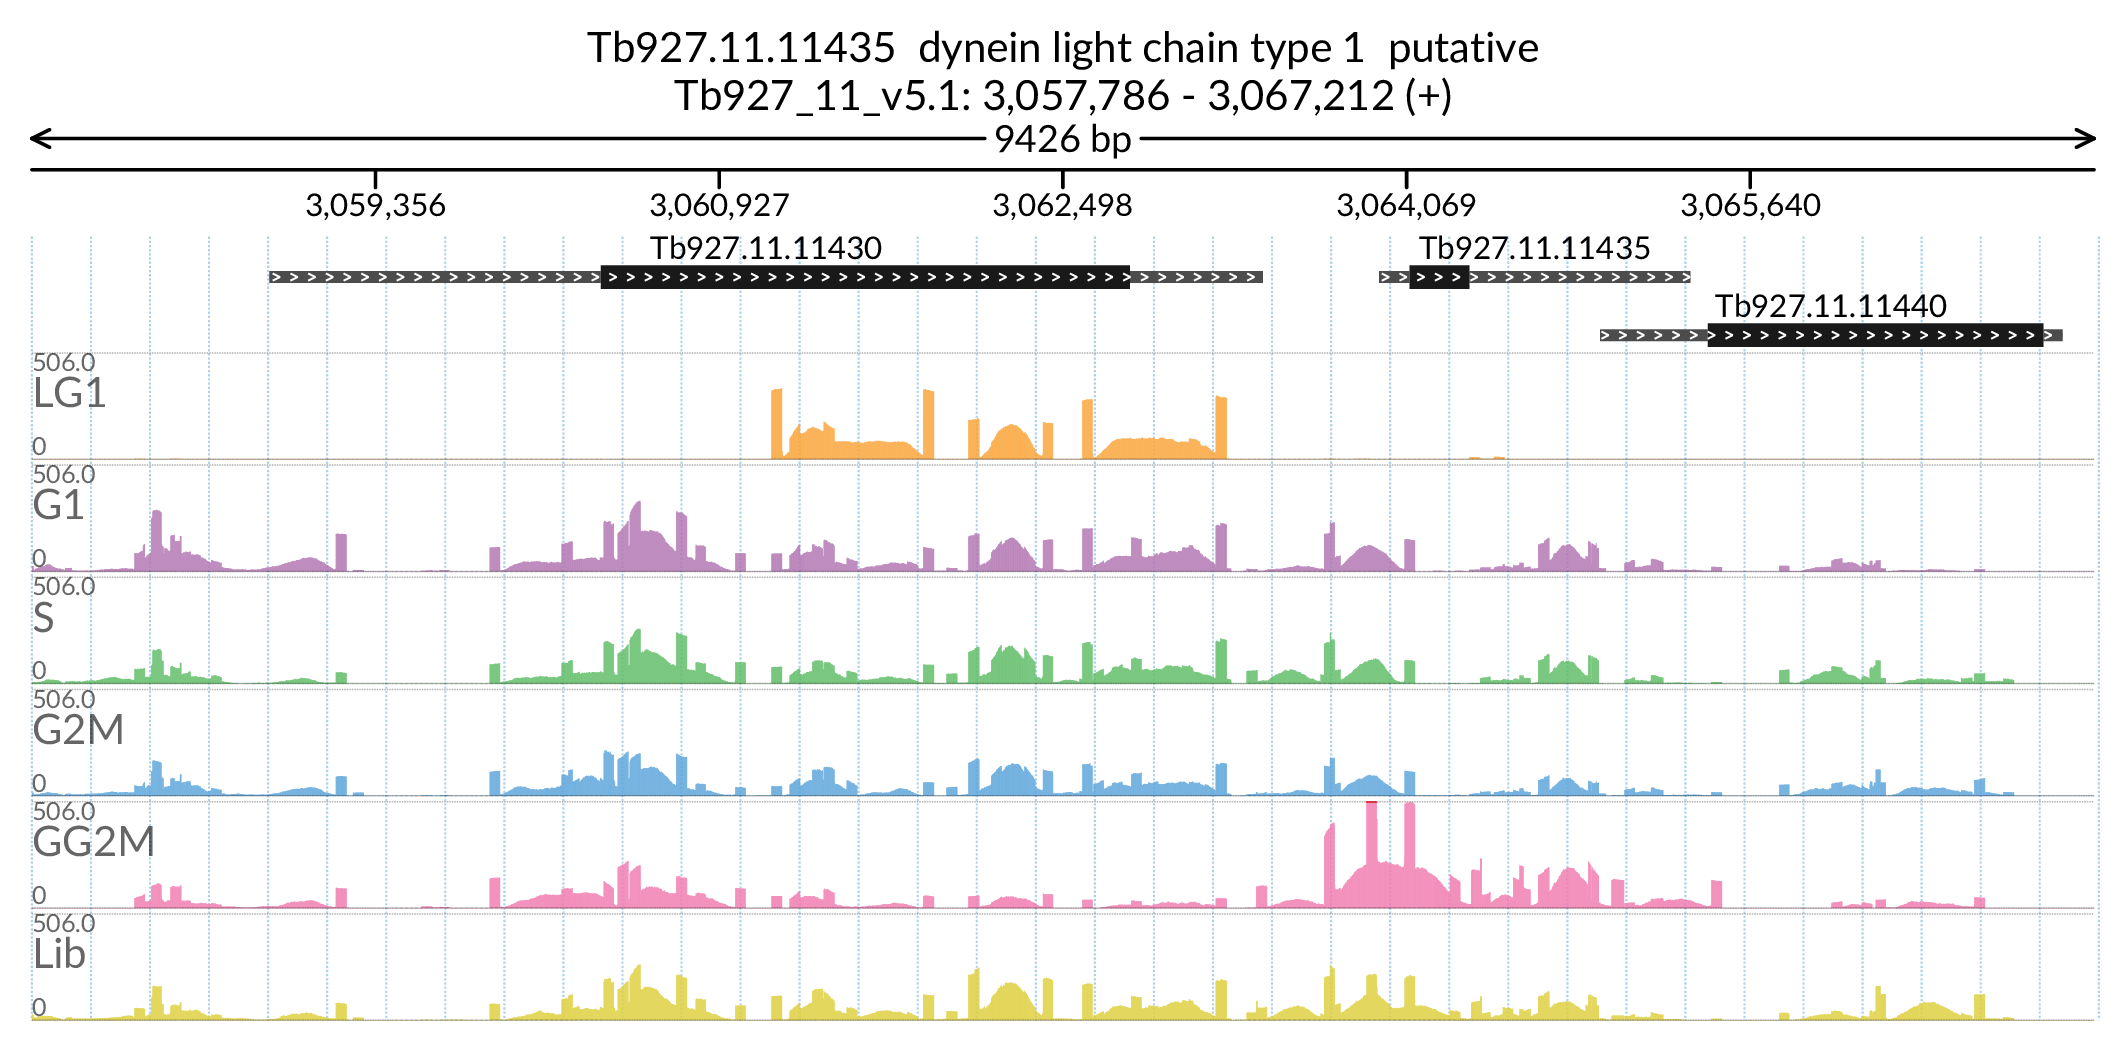 Tb927.11.11435  dynein light chain type 1  putative
Tb927_11_v5.1: 3,057,786 - 3,067,212 (+)
9426 bp
3,059,356 3,060,927 3,062,498 3,064,069 3,065,640
Tb927.11.11430 Tb927.11.11435
Tb927.11.11440
506.0
LG1
0
506.0
G1
0
506.0
S
0
506.0
G2M
0
506.0
GG2M
0
506.0
Lib
0